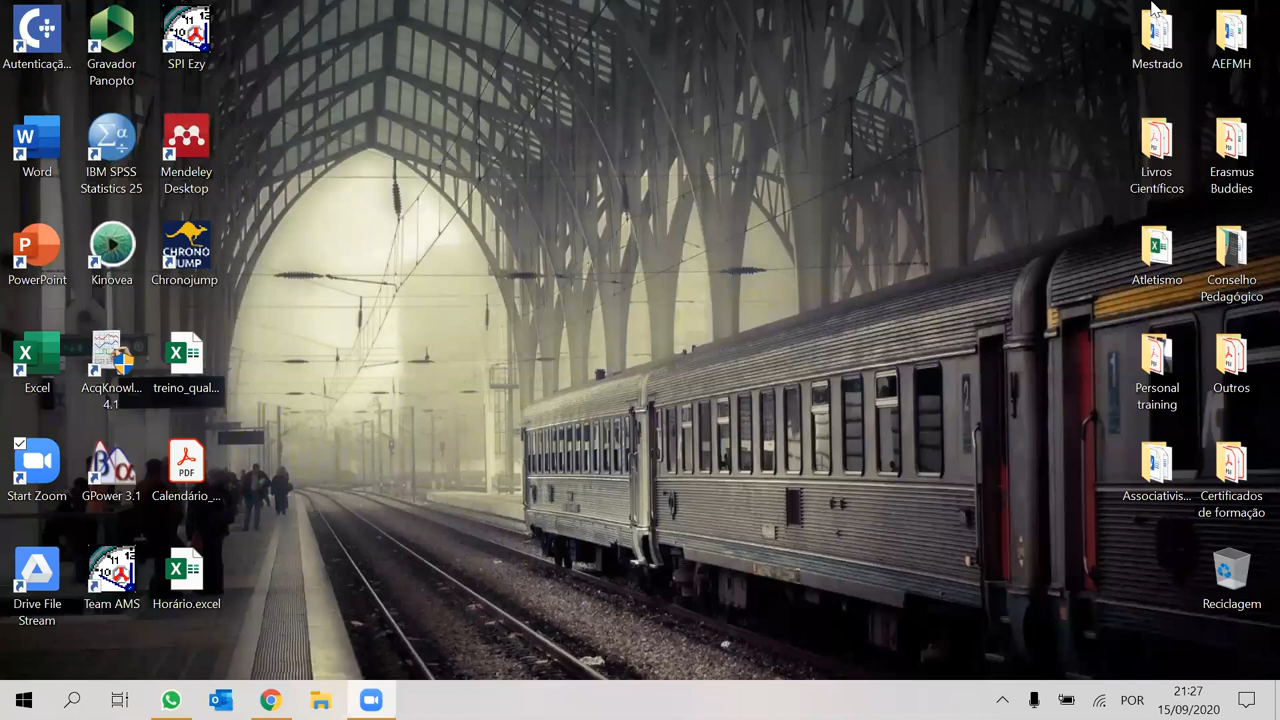 Autenticaçã...
Gravador
Panopto
SPI Ezy
Mestrado
AEFMH
Word
IBM SPSS
Statistics 25
Mendeley
Desktop
Livros
Científicos
Erasmus
Buddies
PowerPoint
Kinovea
CHRONO
JUMP
Chronojump
Atletismo
Conselho
Pedagógico
Excel
AcqKnowl...
4.1
treino_qual...
Personal
training
Outros
Start Zoom
GPower 3.1
PDF
Calendário_...
Associativis...
Certificados
de formação
Drive File
Stream
Team AMS
Horário.excel
Reciclagem
POR
21:27
15/09/2020